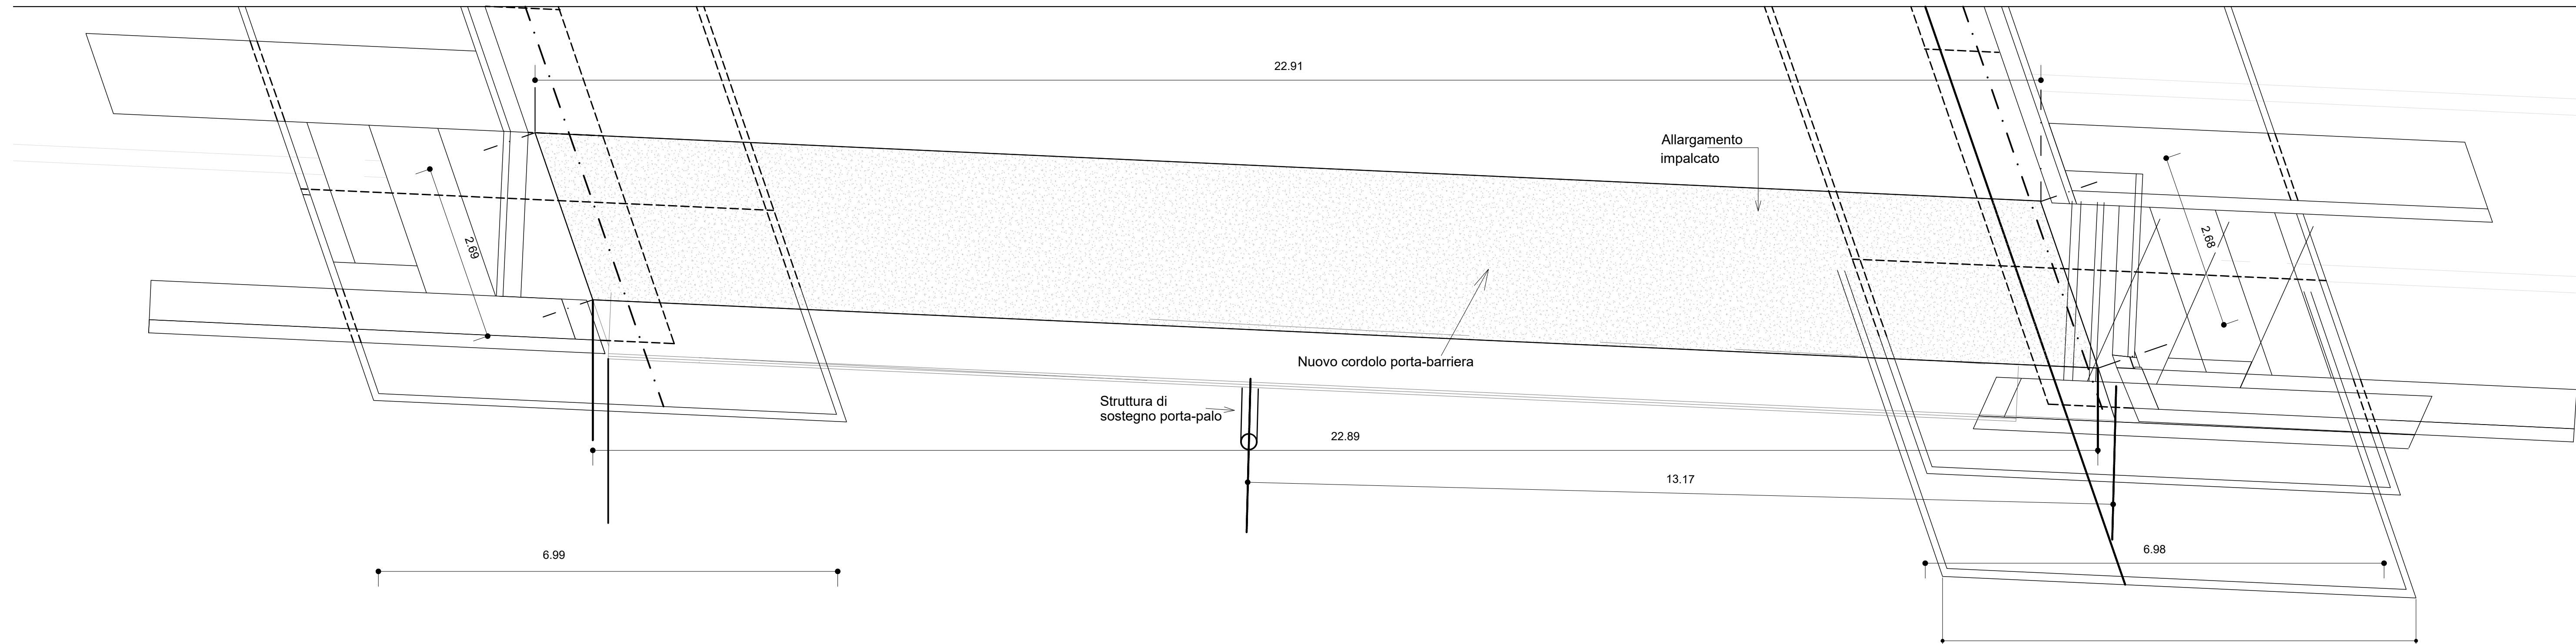 22.91
Allargamento
impalcato
2.69
2.68
Nuovo cordolo porta-barriera
Struttura di
sostegno porta-palo
22.89
13.17
6.99
6.98